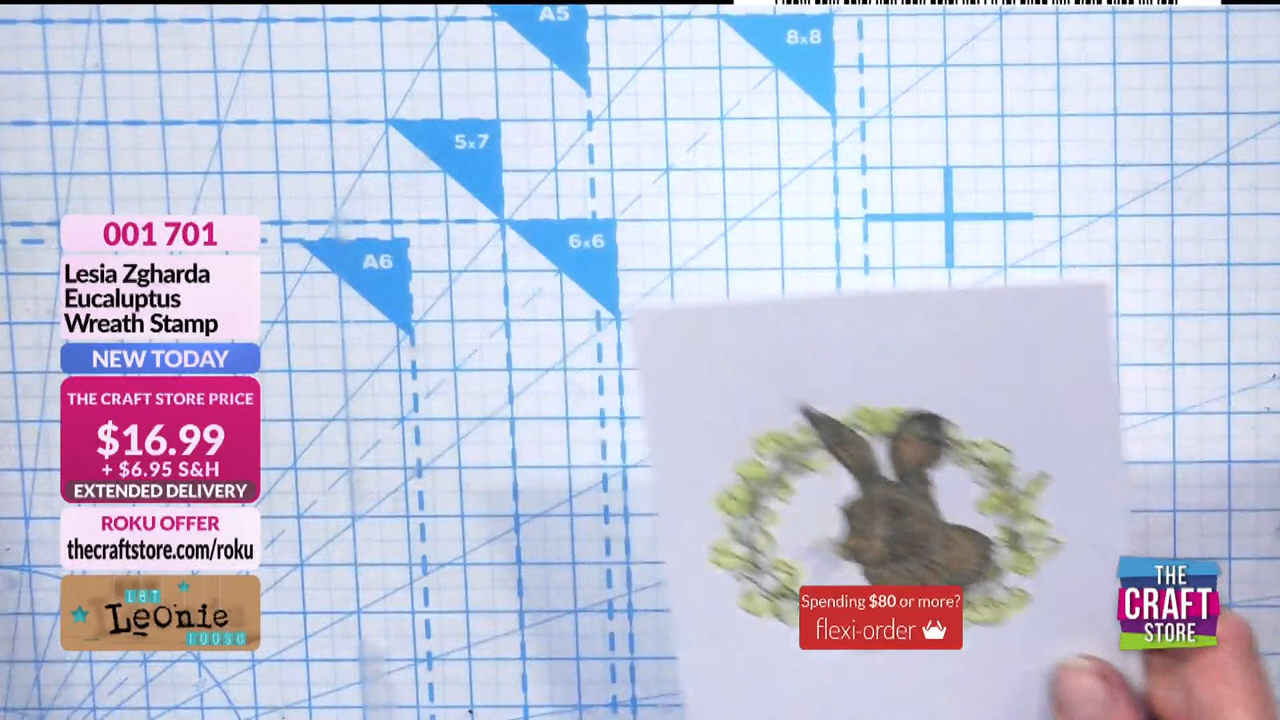 A5
8x8
5x7
6x6
A6
001 701
Lesia Zgharda
Eucaluptus
Wreath Stamp
NEW TODAY
THE CRAFT STORE PRICE
$16.99
+ $6.95 S&H
EXTENDED DELIVERY
ROKU OFFER
thecraftstore.com/roku
LET
Leonie
LOOSE
Spending $80 or more?
flexi-order
THE
CRAFT
STORE